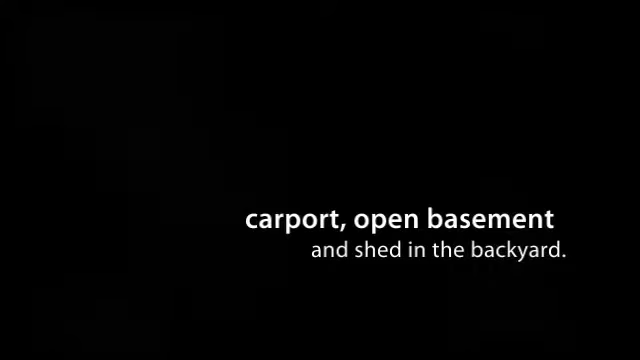 carport, open basement
and shed in the backyard.